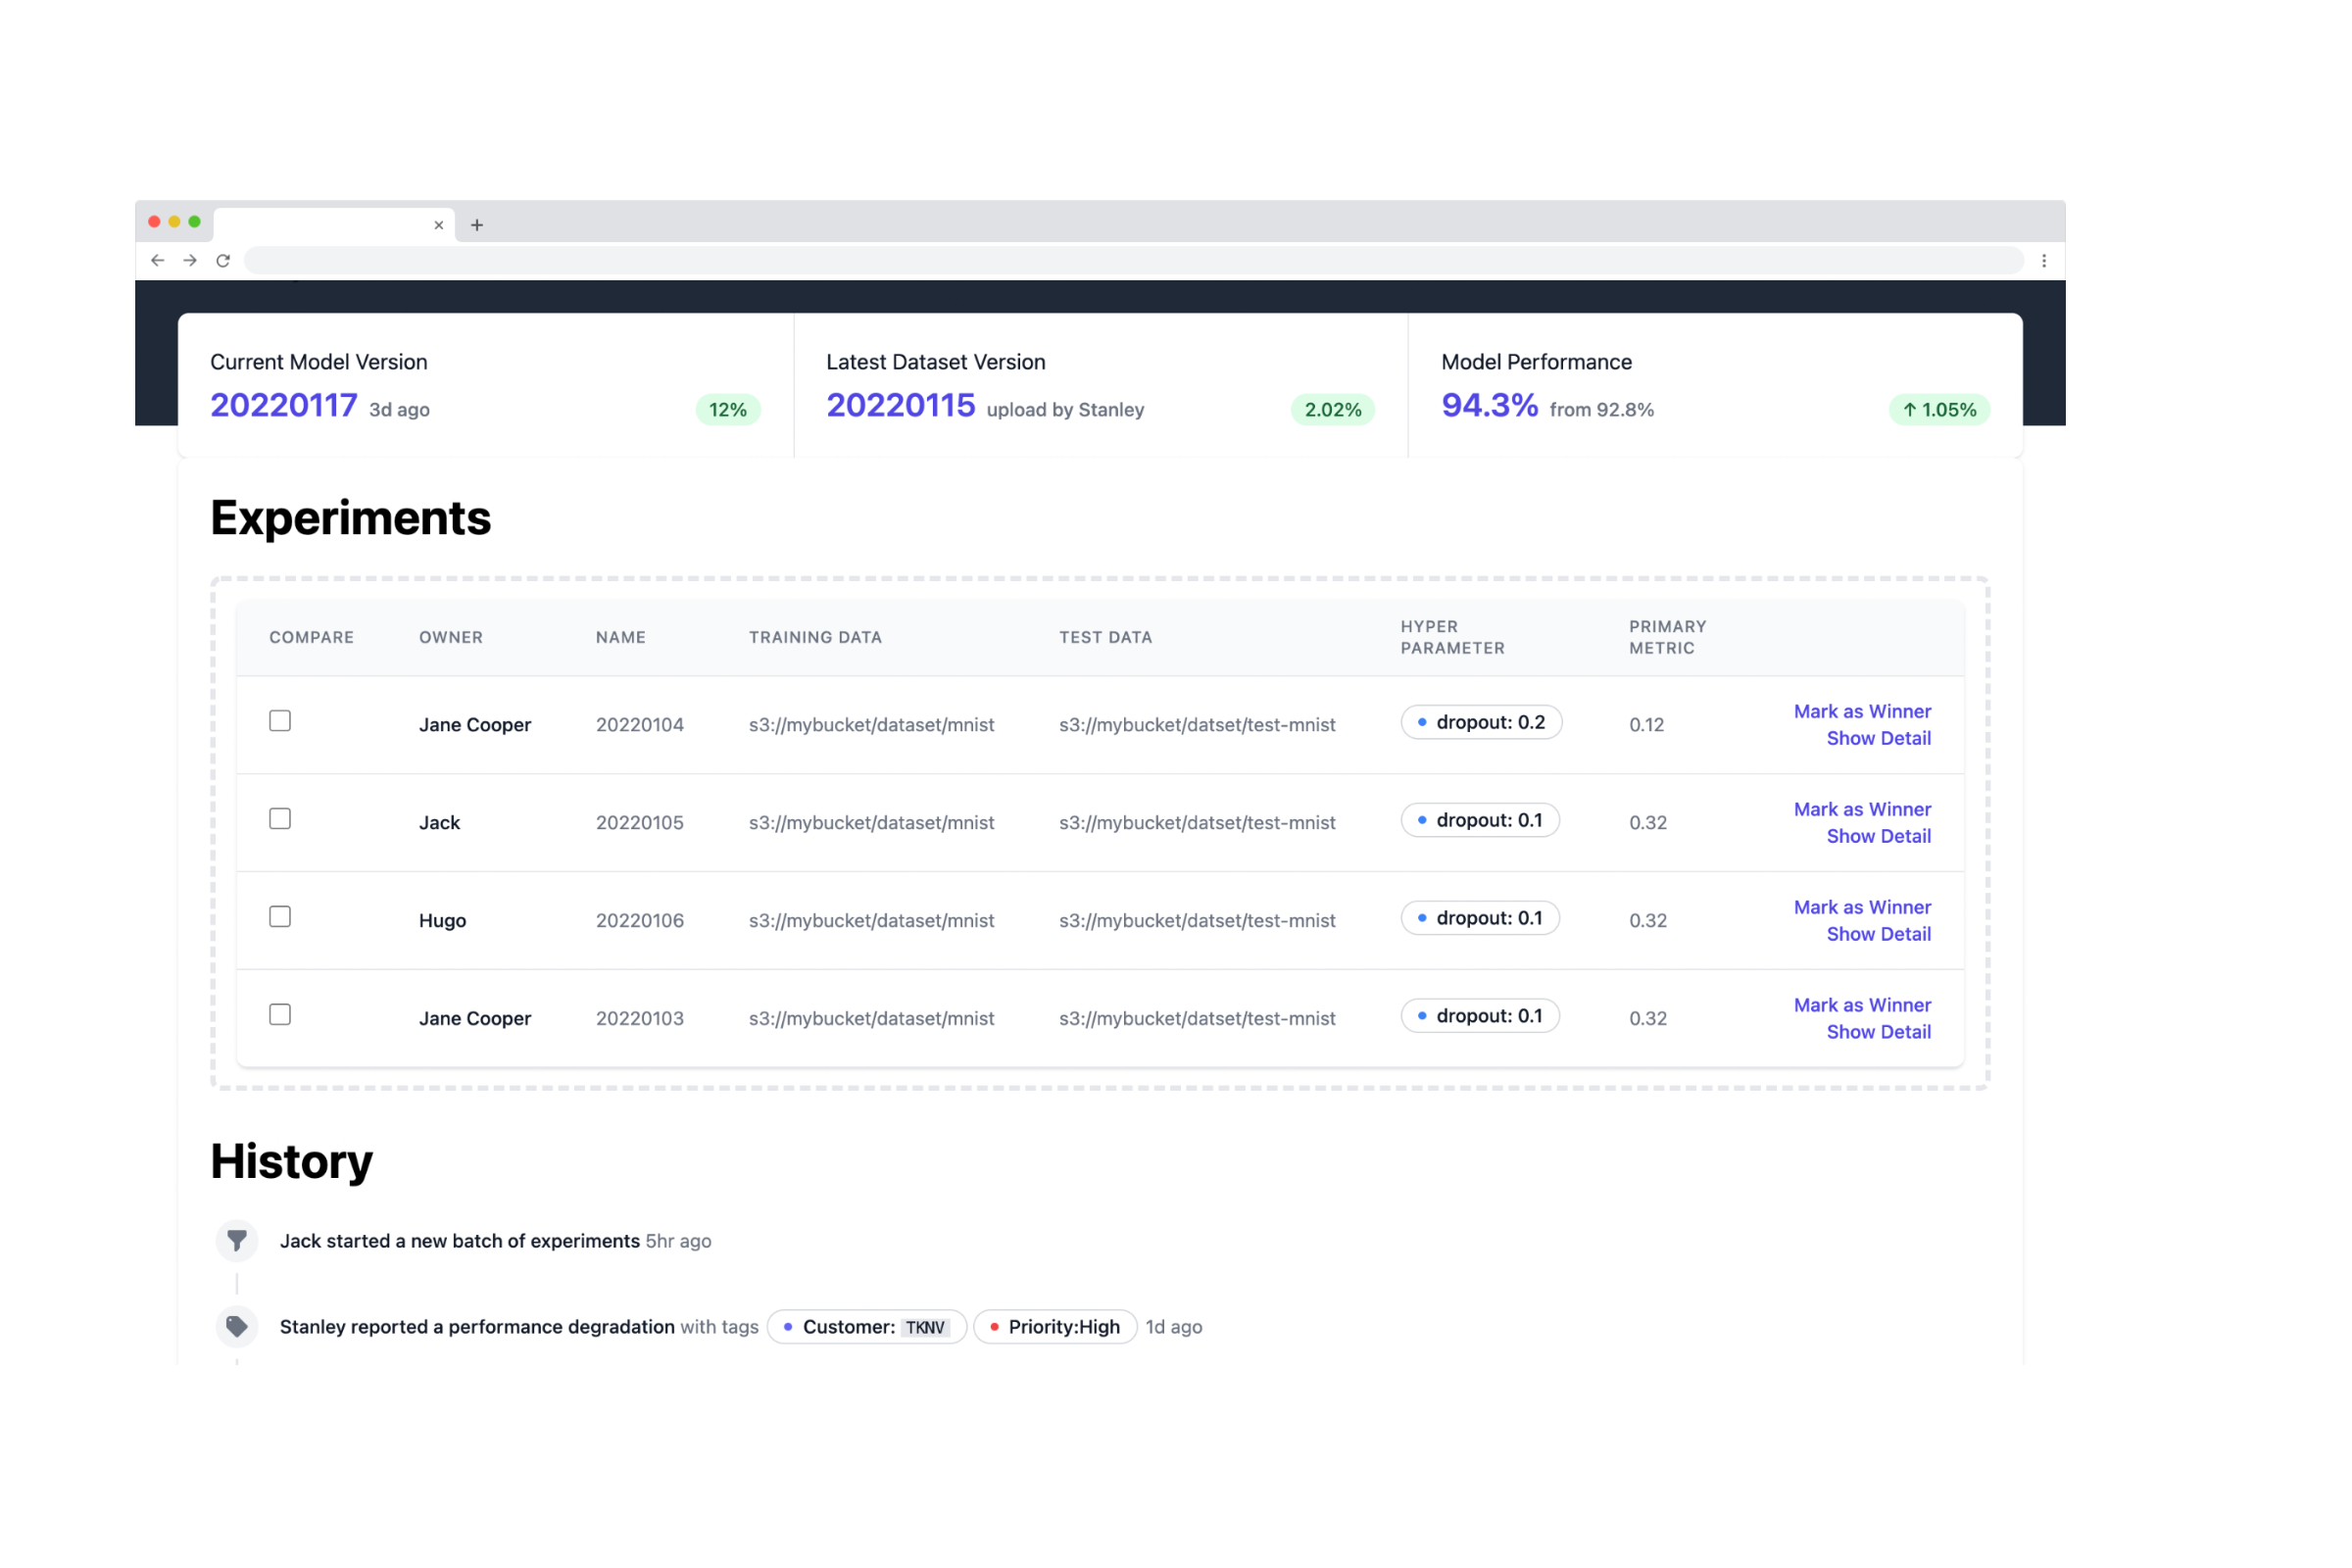 Current Model Version
20220117 3d ago
12%
Latest Dataset Version
20220115 upload by Stanley
2.02%
Model Performance
94.3% from 92.8%
↑ 1.05%
Experiments
COMPARE OWNER NAME TRAINING DATA TEST DATA HYPER PARAMETER PRIMARY METRIC
Jane Cooper 20220104 s3://mybucket/dataset/mnist s3://mybucket/datset/test-mnist dropout: 0.2 0.12 Mark as Winner
Show Detail
Jack 20220105 s3://mybucket/dataset/mnist s3://mybucket/datset/test-mnist dropout: 0.1 0.32 Mark as Winner
Show Detail
Hugo 20220106 s3://mybucket/dataset/mnist s3://mybucket/datset/test-mnist dropout: 0.1 0.32 Mark as Winner
Show Detail
Jane Cooper 20220103 s3://mybucket/dataset/mnist s3://mybucket/datset/test-mnist dropout: 0.1 0.32 Mark as Winner
Show Detail
History
Jack started a new batch of experiments 5hr ago
Stanley reported a performance degradation with tags Customer: TKNV Priority:High 1d ago